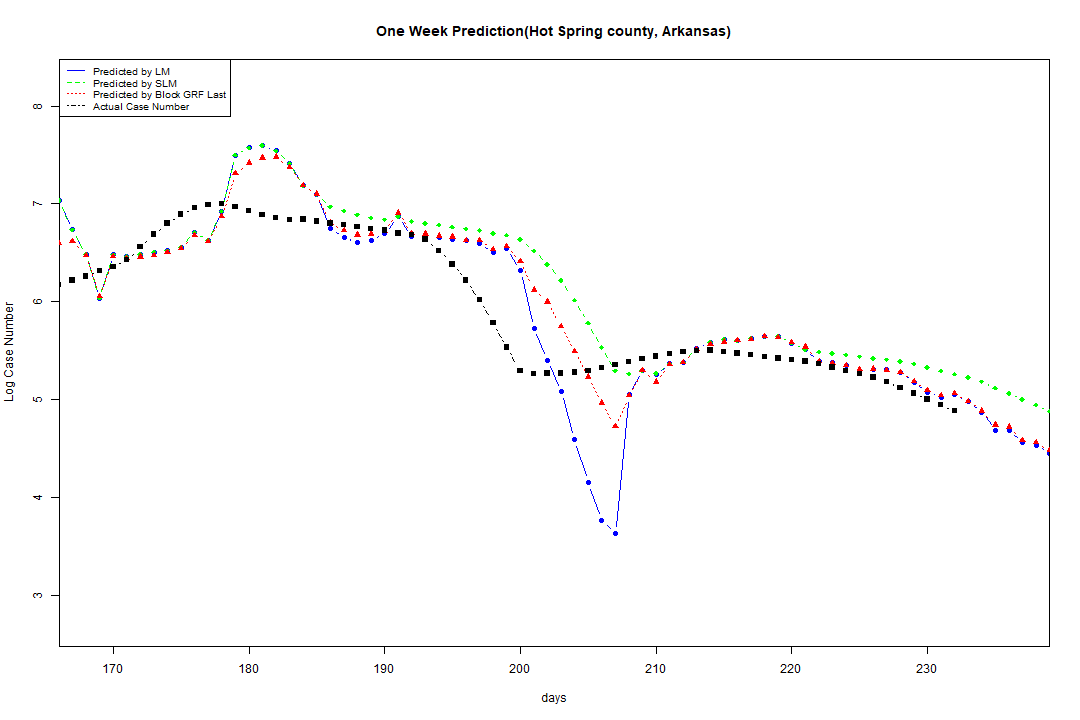 One Week Prediction(Hot Spring county, Arkansas)
Predicted by LM
Predicted by SLM
Predicted by Block GRF Last
Actual Case Number
8
7
6
5
4
3
Log Case Number
170 180 190 200 210 220 230
days